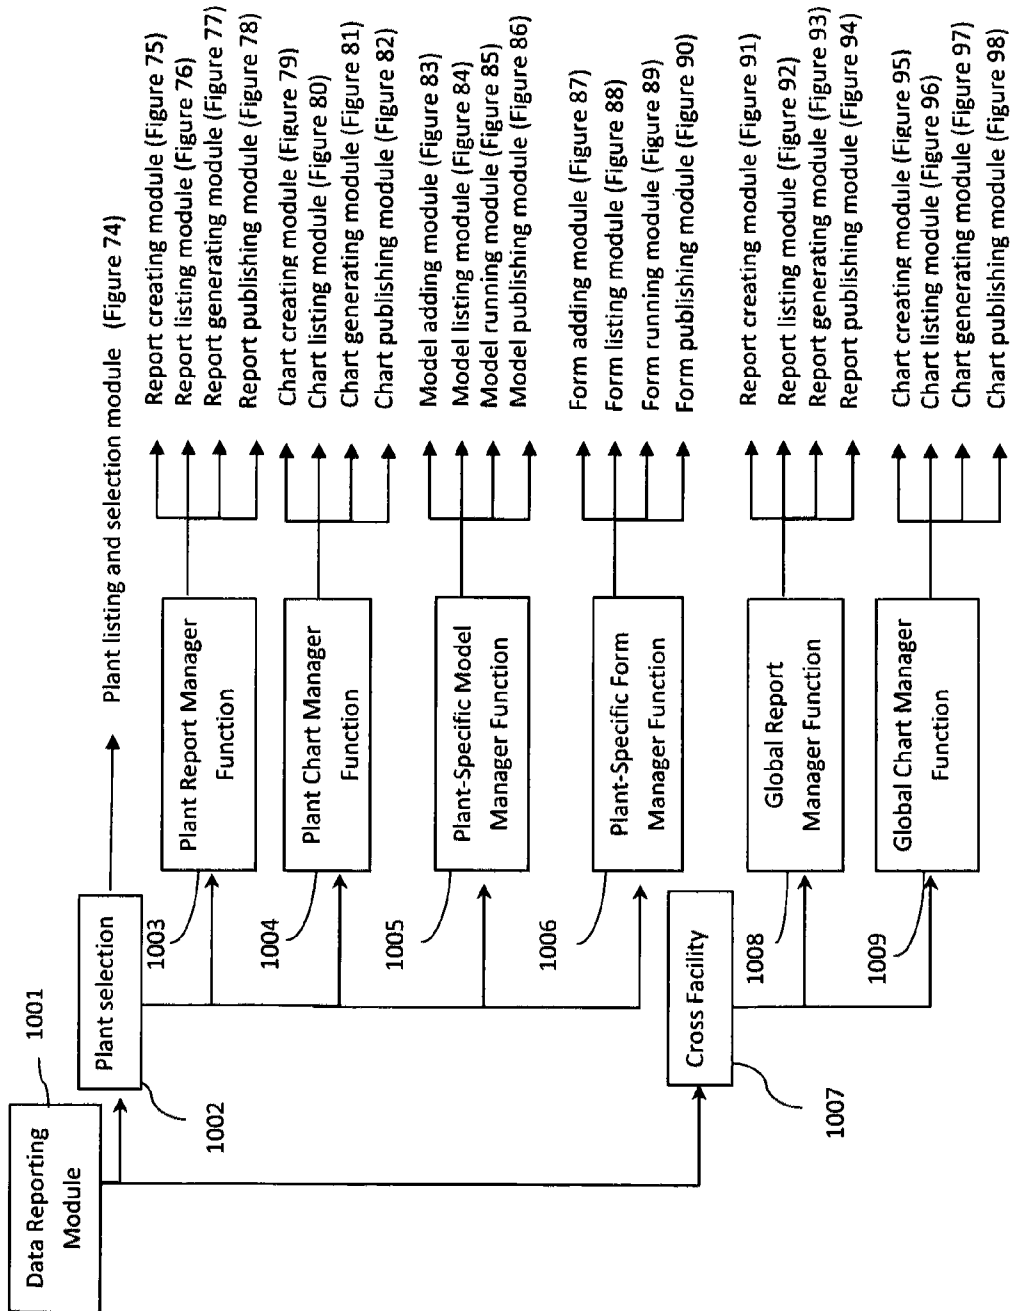 Data Reporting
Module
1001
Plant selection
1002
Plant listing and selection module (Figure 74)
Plant Report Manager
Function
1003
Report creating module (Figure 75)
Report listing module (Figure 76)
Report generating module (Figure 77)
Report publishing module (Figure 78)
Plant Chart Manager
Function
1004
Chart creating module (Figure 79)
Chart listing module (Figure 80)
Chart generating module (Figure 81)
Chart publishing module (Figure 82)
Plant-Specific Model
Manager Function
1005
Model adding module (Figure 83)
Model listing module (Figure 84)
Model running module (Figure 85)
Model publishing module (Figure 86)
Plant-Specific Form
Manager Function
1006
Form adding module (Figure 87)
Form listing module (Figure 88)
Form running module (Figure 89)
Form publishing module (Figure 90)
Cross Facility
1007
Global Report
Manager Function
1008
Report creating module (Figure 91)
Report listing module (Figure 92)
Report generating module (Figure 93)
Report publishing module (Figure 94)
Global Chart Manager
Function
1009
Chart creating module (Figure 95)
Chart listing module (Figure 96)
Chart generating module (Figure 97)
Chart publishing module (Figure 98)